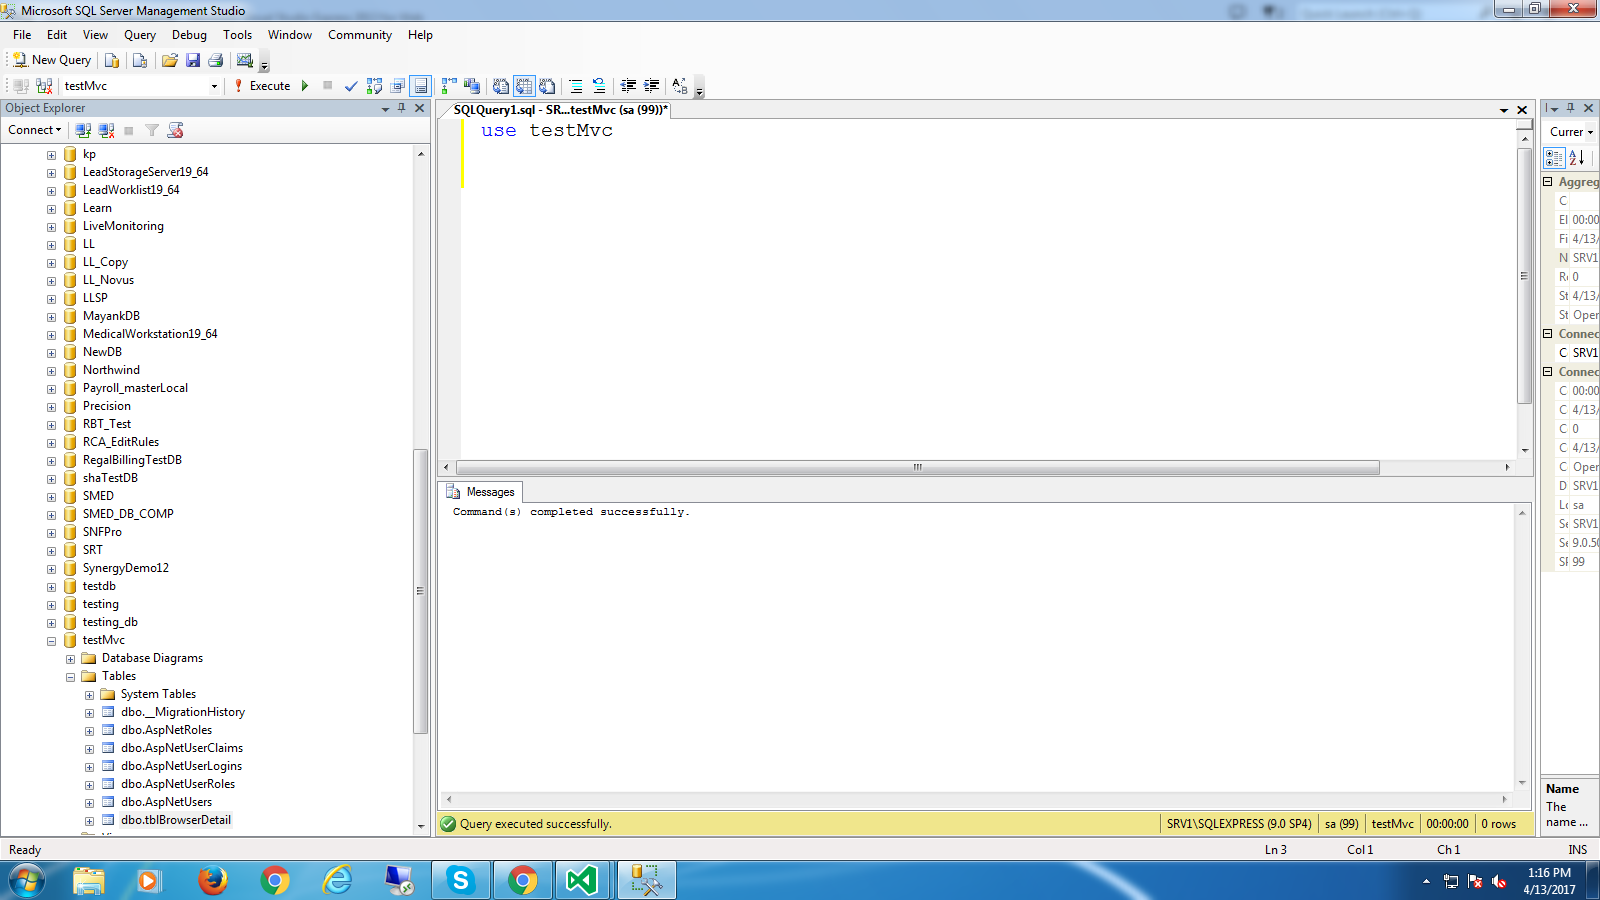 Microsoft SQL Server Management Studio
File Edit View Query Debug Tools Window Community Help
New Query
testMvc
Execute
Object Explorer
Connect
kp
LeadStorageServer19_64
LeadWorklist19_64
Learn
LiveMonitoring
LL
LL_Copy
LL_Novus
LLSP
MayankDB
MedicalWorkstation19_64
NewDB
Northwind
Payroll_masterLocal
Precision
RBT_Test
RCA_EditRules
RegalBillingTestDB
shaTestDB
SMED
SMED_DB_COMP
SNFPro
SRT
SynergyDemo12
testdb
testing
testing_db
testMvc
Database Diagrams
Tables
System Tables
dbo.__MigrationHistory
dbo.AspNetRoles
dbo.AspNetUserClaims
dbo.AspNetUserLogins
dbo.AspNetUserRoles
dbo.AspNetUsers
dbo.tblBrowserDetail
SQLQuery1.sql - SR...testMvc (sa (99))*
use testMvc
Messages
Command(s) completed successfully.
Query executed successfully.
SRV1\SQLEXPRESS (9.0 SP4) sa (99) testMvc 00:00:00 0 rows
Currer
Aggreg
C
El 00:00
Fi 4/13/
N SRV1
R 0
St 4/13/
St Oper
Connec
C SRV1
Connec
C 00:00
C 4/13/
C 0
C 4/13/
C Oper
D SRV1
Lo sa
Se SRV1
Se 9.0.50
SP 99
Name
The
name ...
Ready
Ln 3 Col 1 Ch 1 INS
1:16 PM
4/13/2017